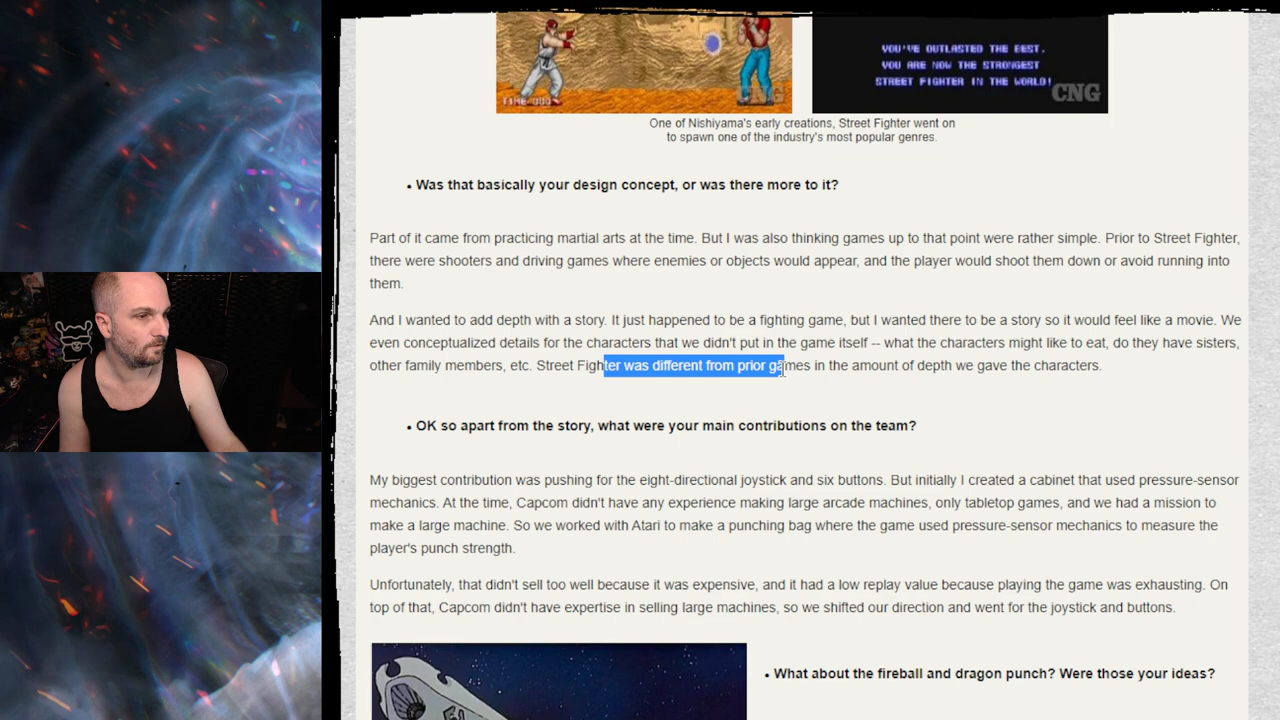 YOU'VE OUTLASTED THE BEST.
YOU ARE NOW THE STRONGEST
STREET FIGHTER IN THE WORLD!
TIME/000
CNG
CNG
One of Nishiyama's early creations, Street Fighter went on
to spawn one of the industry's most popular genres.
• Was that basically your design concept, or was there more to it?
Part of it came from practicing martial arts at the time. But I was also thinking games up to that point were rather simple. Prior to Street Fighter,
there were shooters and driving games where enemies or objects would appear, and the player would shoot them down or avoid running into
them.
And I wanted to add depth with a story. It just happened to be a fighting game, but I wanted there to be a story so it would feel like a movie. We
even conceptualized details for the characters that we didn't put in the game itself -- what the characters might like to eat, do they have sisters,
other family members, etc. Street Fighter was different from prior games in the amount of depth we gave the characters.
• OK so apart from the story, what were your main contributions on the team?
My biggest contribution was pushing for the eight-directional joystick and six buttons. But initially I created a cabinet that used pressure-sensor
mechanics. At the time, Capcom didn't have any experience making large arcade machines, only tabletop games, and we had a mission to
make a large machine. So we worked with Atari to make a punching bag where the game used pressure-sensor mechanics to measure the
player's punch strength.
Unfortunately, that didn't sell too well because it was expensive, and it had a low replay value because playing the game was exhausting. On
top of that, Capcom didn't have expertise in selling large machines, so we shifted our direction and went for the joystick and buttons.
• What about the fireball and dragon punch? Were those your ideas?